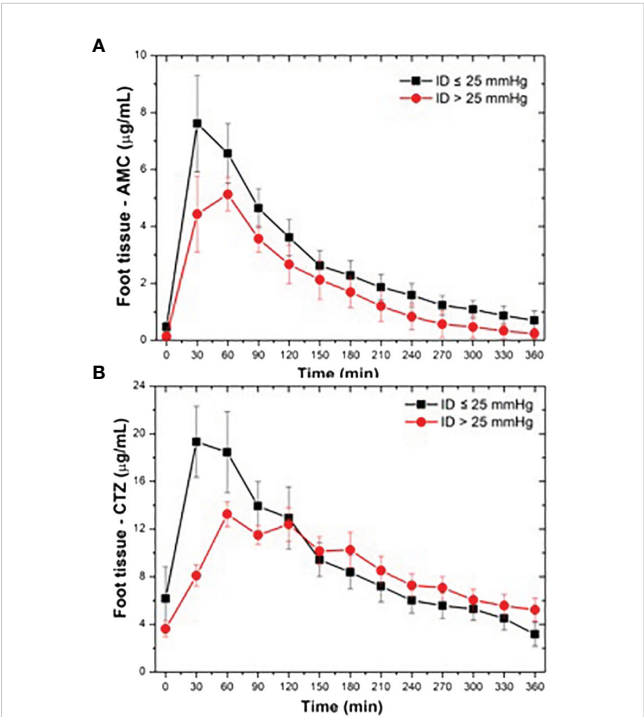 A
10
8
6
4
2
0
Foot tissue - AMC (μg/mL)
ID ≤ 25 mmHg
ID > 25 mmHg
0 30 60 90 120 150 180 210 240 270 300 330 360
Time (min)
B
24
20
16
12
8
4
0
Foot tissue - CTZ (μg/mL)
ID ≤ 25 mmHg
ID > 25 mmHg
0 30 60 90 120 150 180 210 240 270 300 330 360
Time (min)